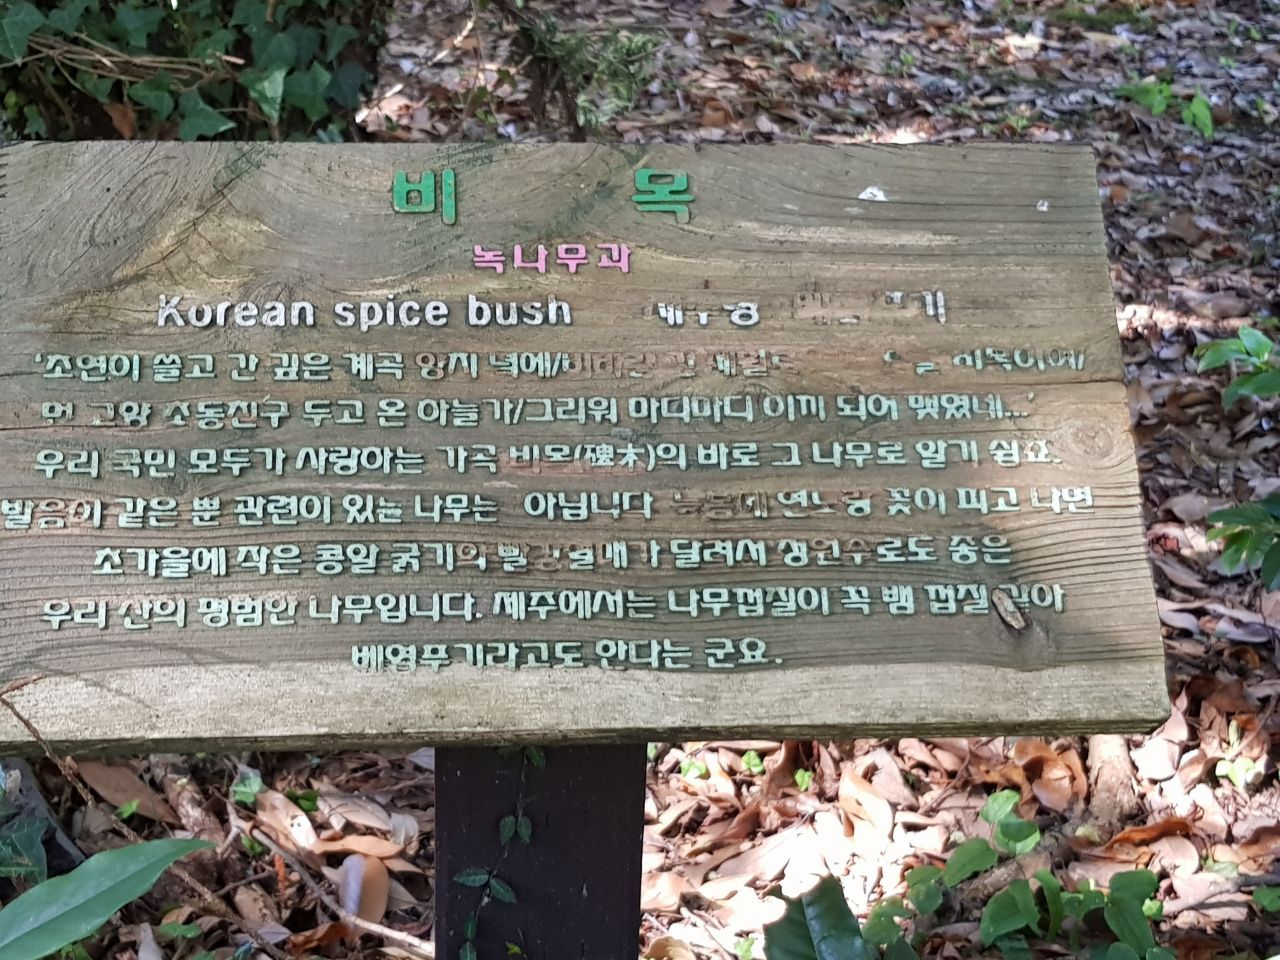 비 목
녹나무과
Korean spice bush
'초연이 쓸고 간 깊은 계곡 양지 녘에/
먼 고향 초동친구 두고 온 하늘가/그리워 마디마디 이끼 되어 맺혔네...'
우리 국민 모두가 사랑하는 가곡 비목(碑木)의 바로 그 나무로 알기 쉽죠.
발음이 같은 뿐 관련이 있는 나무는 아닙니다 늦봄에 연노랑 꽃이 피고 나면
초가을에 작은 콩알 굵기의 빨강 열매가 달려서 정원수로도 좋은
우리 산의 평범한 나무입니다. 제주에서는 나무껍질이 꼭 뱀 껍질 같아
베염푸기라고도 한다는 군요.